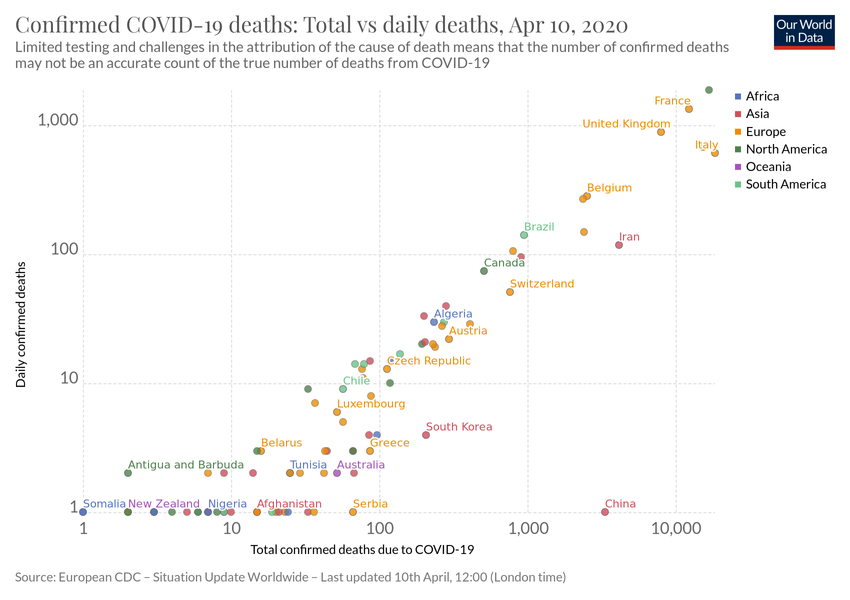 Confirmed COVID-19 deaths: Total vs daily deaths, Apr 10, 2020
Our World
in Data
Limited testing and challenges in the attribution of the cause of death means that the number of confirmed deaths
may not be an accurate count of the true number of deaths from COVID-19
Africa
Asia
Europe
North America
Oceania
South America
Daily confirmed deaths
1,000
100
10
1
France
United Kingdom
Italy
Belgium
Brazil
Iran
Canada
Switzerland
Algeria
Austria
Czech Republic
Chile
Luxembourg
South Korea
Belarus
Greece
Antigua and Barbuda
Tunisia
Australia
Somalia
New Zealand
Nigeria
Afghanistan
Serbia
China
1
10
100
1,000
10,000
Total confirmed deaths due to COVID-19
Source: European CDC – Situation Update Worldwide – Last updated 10th April, 12:00 (London time)